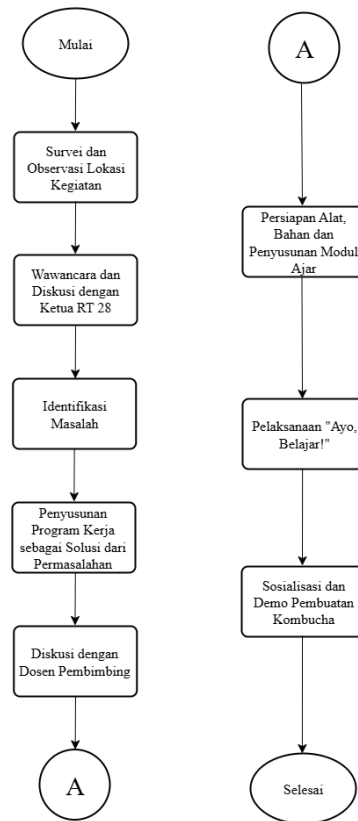 Mulai
Survei dan
Observasi Lokasi
Kegiatan
Wawancara dan
Diskusi dengan
Ketua RT 28
Identifikasi
Masalah
Penyusunan
Program Kerja
sebagai Solusi dari
Permasalahan
Diskusi dengan
Dosen Pembimbing
A
A
Persiapan Alat,
Bahan dan
Penyusunan Modul
Ajar
Pelaksanaan "Ayo,
Belajar!"
Sosialisasi dan
Demo Pembuatan
Kombucha
Selesai